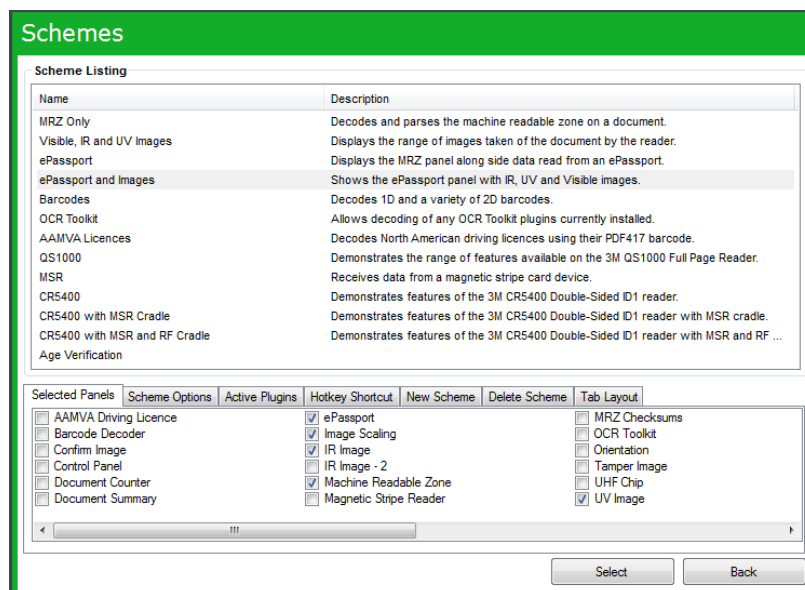 Schemes
Scheme Listing
Name Description
MRZ Only Decodes and parses the machine readable zone on a document.
Visible, IR and UV Images Displays the range of images taken of the document by the reader.
ePassport Displays the MRZ panel along side data read from an ePassport.
ePassport and Images Shows the ePassport panel with IR, UV and Visible images.
Barcodes Decodes 1D and a variety of 2D barcodes.
OCR Toolkit Allows decoding of any OCR Toolkit plugins currently installed.
AAMVA Licences Decodes North American driving licences using their PDF417 barcode.
QS1000 Demonstrates the range of features available on the 3M QS1000 Full Page Reader.
MSR Receives data from a magnetic stripe card device.
CR5400 Demonstrates features of the 3M CR5400 Double-Sided ID1 reader.
CR5400 with MSR Cradle Demonstrates features of the 3M CR5400 Double-Sided ID1 reader with MSR cradle.
CR5400 with MSR and RF Cradle Demonstrates features of the 3M CR5400 Double-Sided ID1 reader with MSR and RF ...
Age Verification
Selected Panels Scheme Options Active Plugins Hotkey Shortcut New Scheme Delete Scheme Tab Layout
AAMVA Driving Licence ePassport MRZ Checksums
Barcode Decoder Image Scaling OCR Toolkit
Confirm Image IR Image Orientation
Control Panel IR Image - 2 Tamper Image
Document Counter Machine Readable Zone UHF Chip
Document Summary Magnetic Stripe Reader UV Image
Select Back